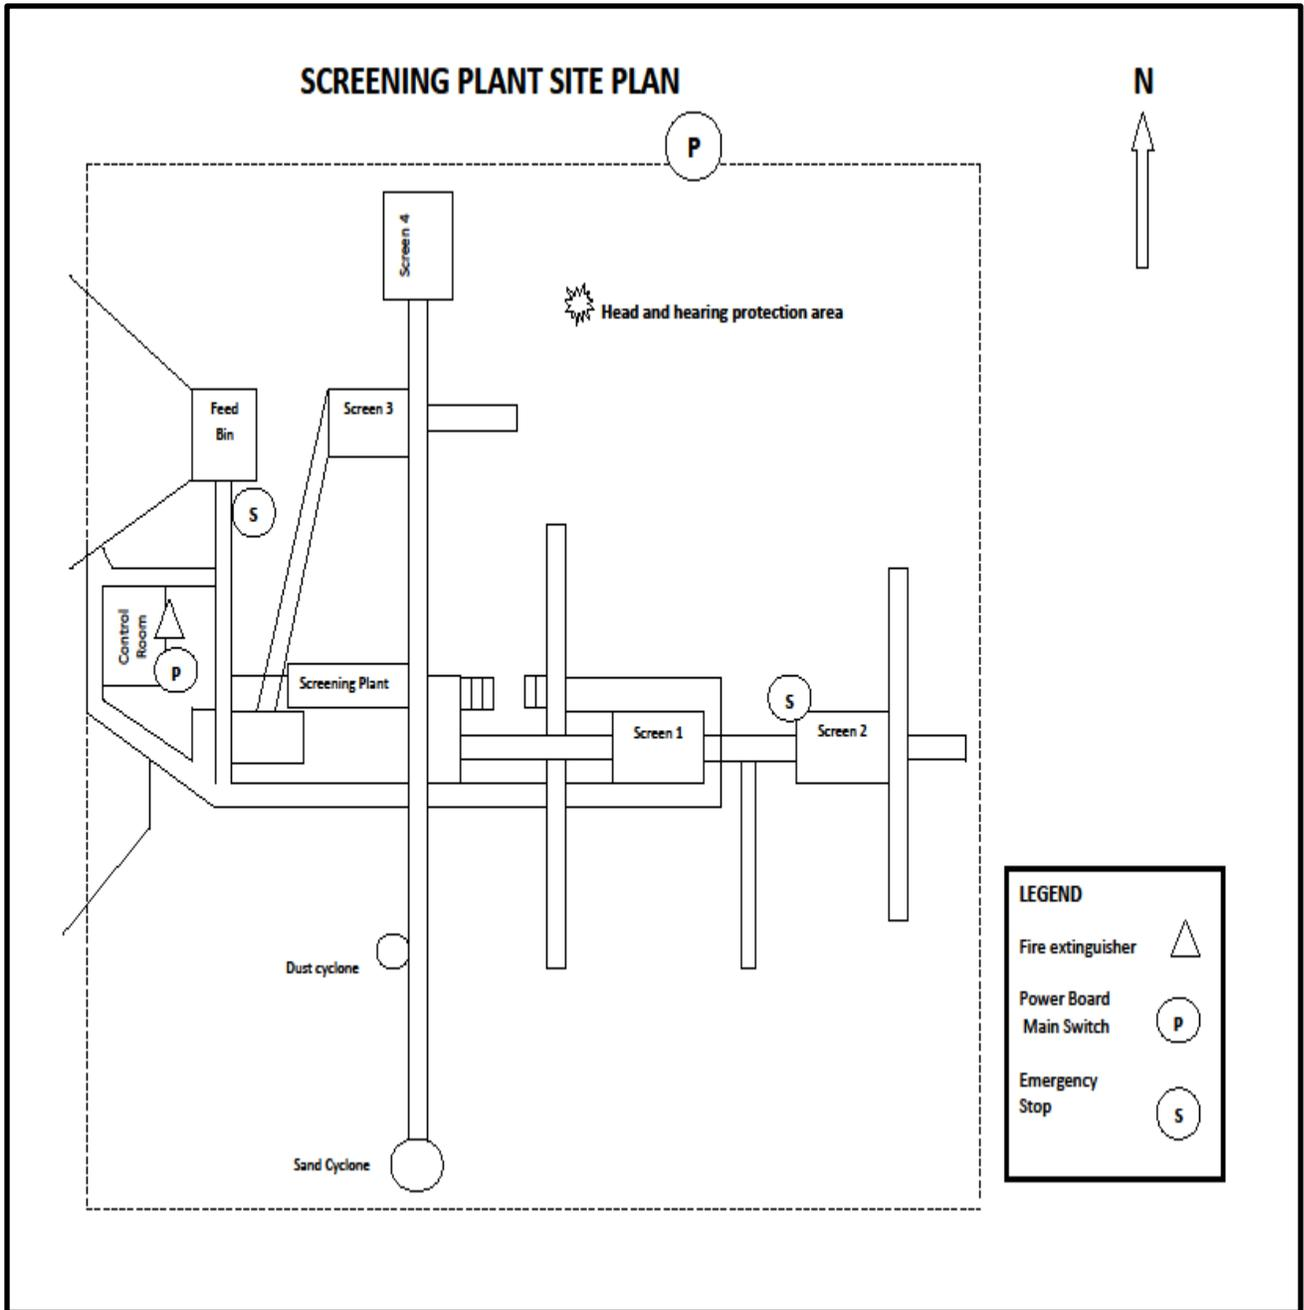 SCREENING PLANT SITE PLAN
N
P
Screen 4
Head and hearing protection area
Feed
Bin
Screen 3
S
Control
Room
P
Screening Plant
S
Screen 1
Screen 2
Dust cyclone
Sand Cyclone
LEGEND
Fire extinguisher
Power Board
Main Switch
P
Emergency
Stop
S